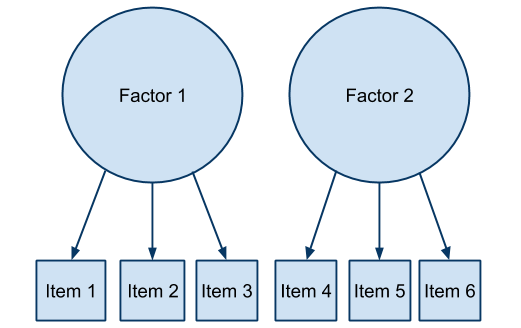 Factor 1
Factor 2
Item 1
Item 2
Item 3
Item 4
Item 5
Item 6